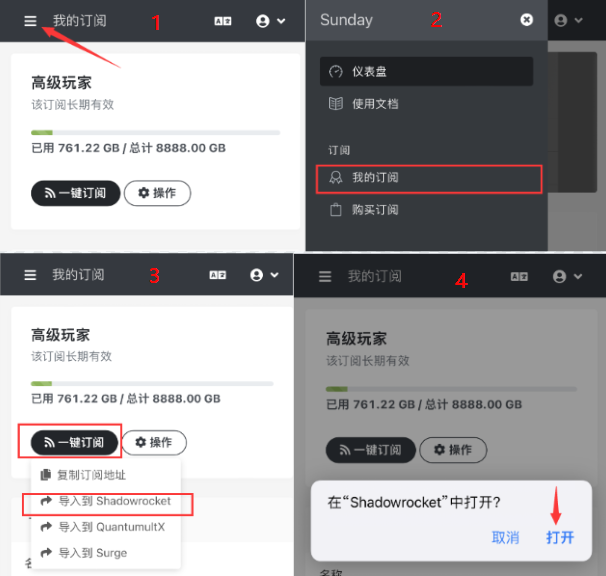 我的订阅
1
高级玩家
该订阅长期有效
已用 761.22 GB / 总计 8888.00 GB
一键订阅
操作
Sunday
2
仪表盘
使用文档
订阅
我的订阅
购买订阅
我的订阅
3
高级玩家
该订阅长期有效
已用 761.22 GB / 总计 8888.00 GB
一键订阅
操作
复制订阅地址
导入到 Shadowrocket
导入到 QuantumultX
导入到 Surge
我的订阅
4
高级玩家
该订阅长期有效
已用 761.22 GB / 总计 8888.00 GB
一键订阅
操作
在“Shadowrocket”中打开?
取消
打开
名称